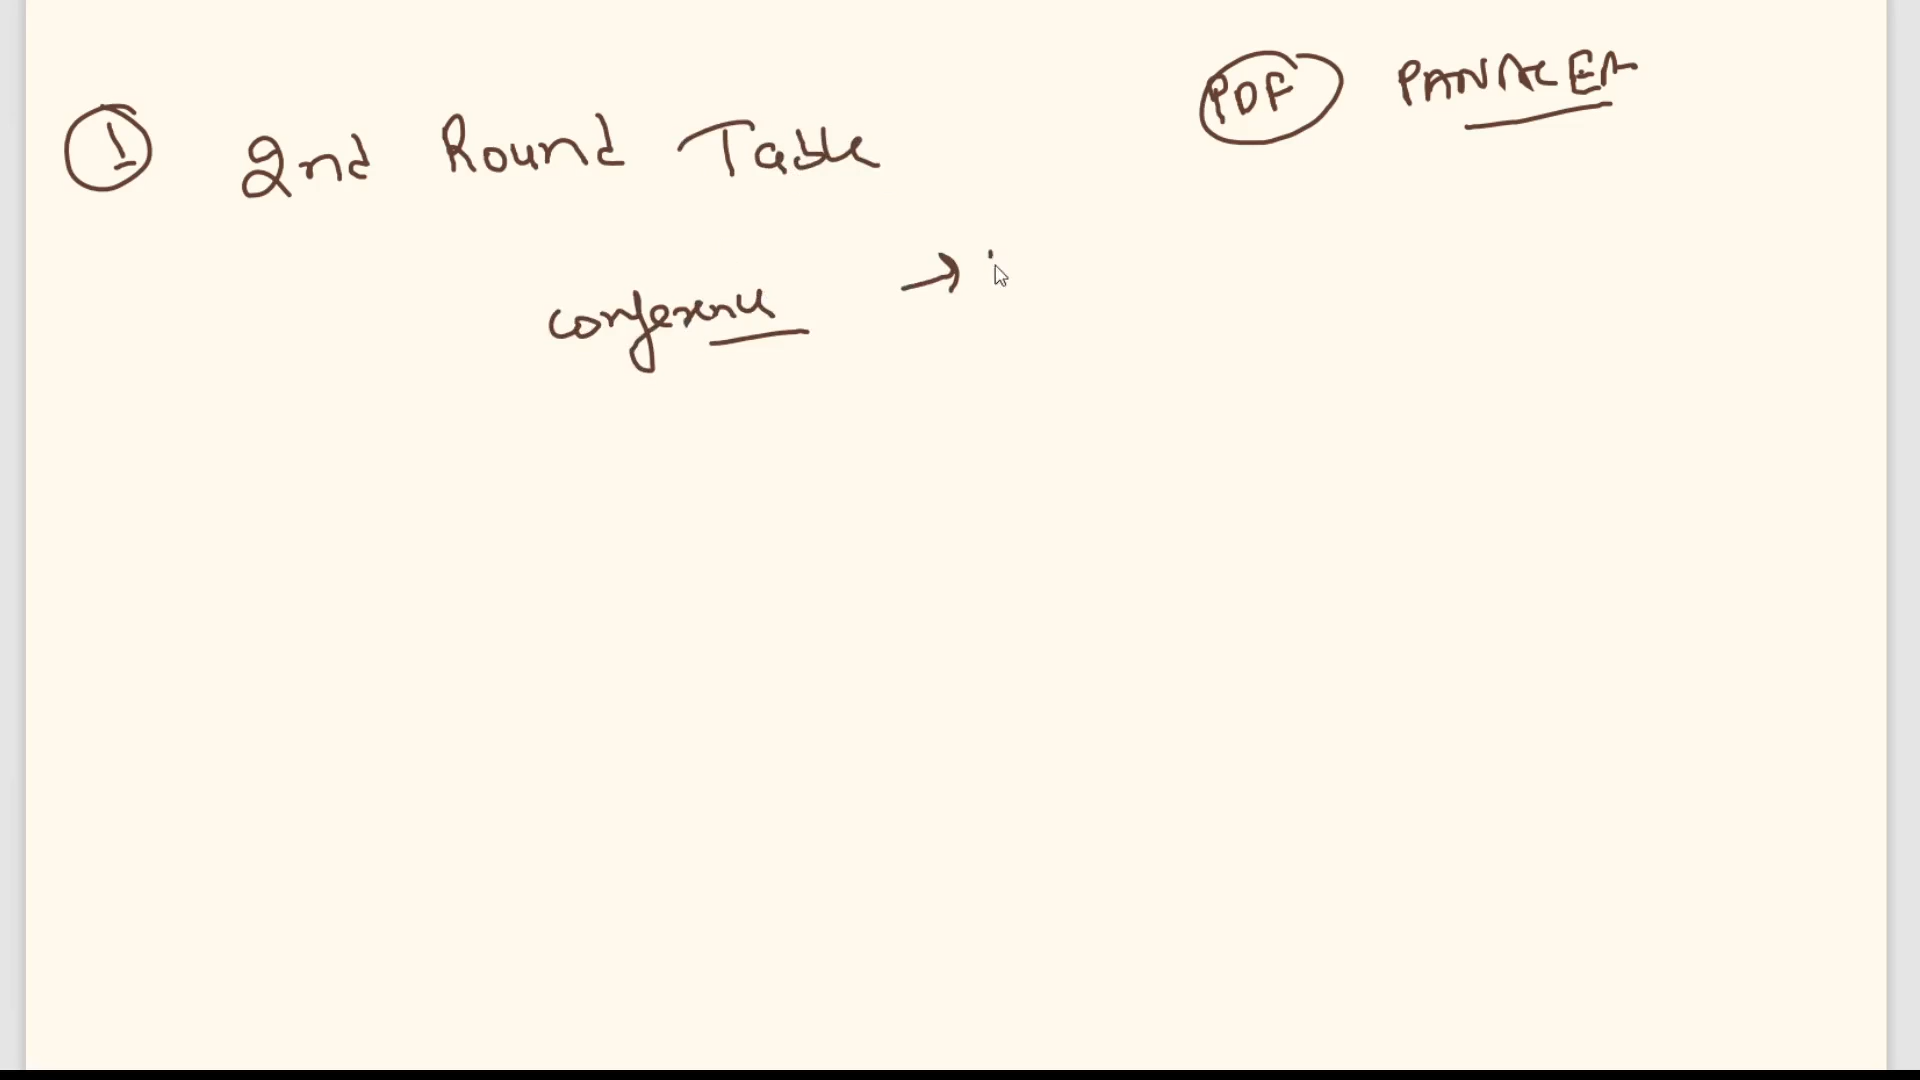 ① 2nd Round Table
conference →
PDF PANACEA